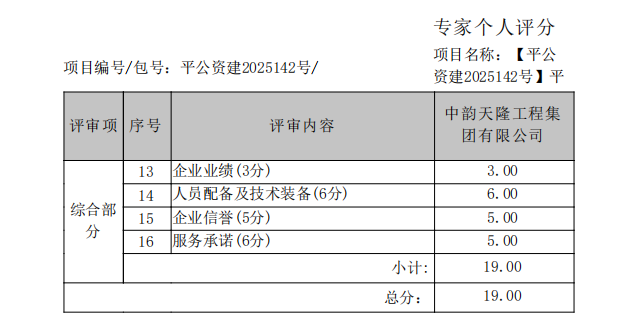 专家个人评分
项目编号/包号：平公资建2025142号/
项目名称：【平公
资建2025142号】平
评审项 序号 评审内容 中韵天隆工程集
团有限公司
综合部
分
13 企业业绩(3分) 3.00
14 人员配备及技术装备(6分) 6.00
15 企业信誉(5分) 5.00
16 服务承诺(6分) 5.00
小计: 19.00
总分: 19.00